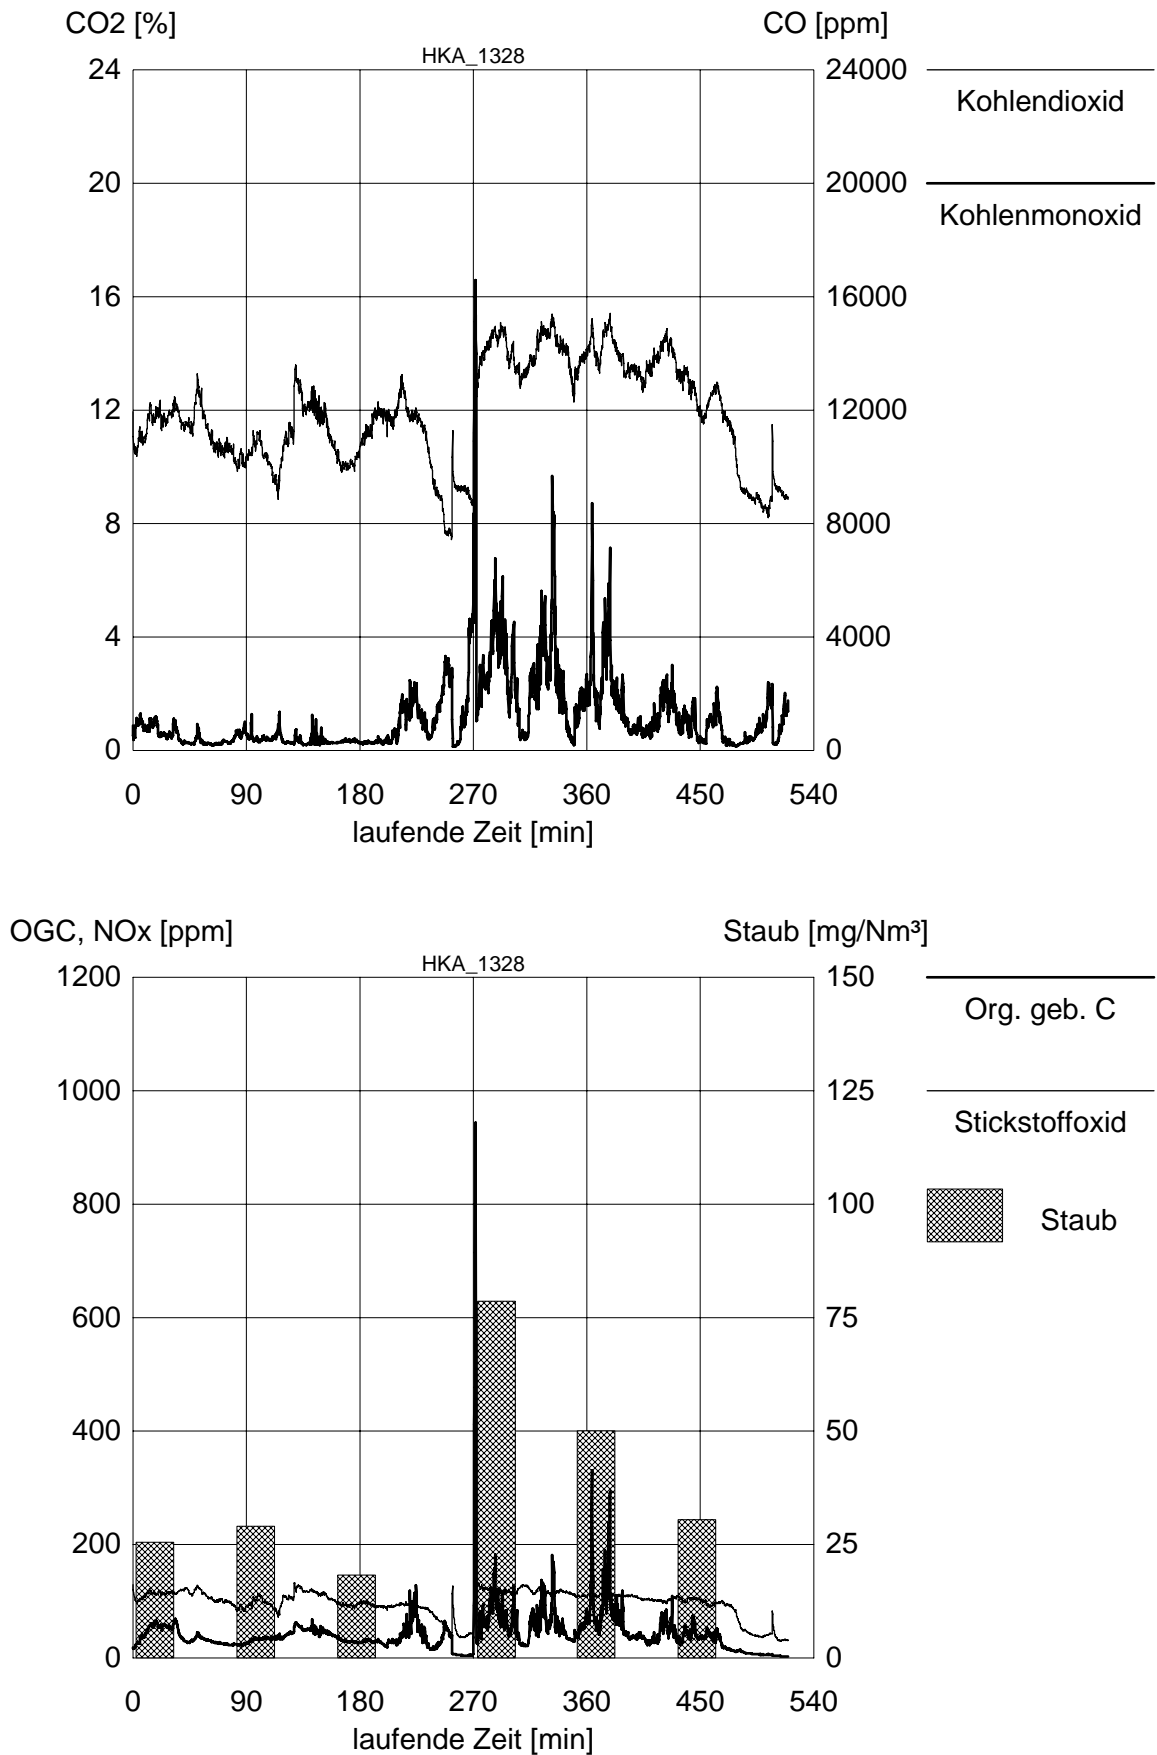 CO2 [%] CO [ppm]
HKA_1328
24 24000
Kohlendioxid
20 20000
Kohlenmonoxid
16 16000
12 12000
8 8000
4 4000
0 0
0 90 180 270 360 450 540
laufende Zeit [min]
OGC, NOx [ppm] Staub [mg/Nm³]
HKA_1328
1200 150
Org. geb. C
1000 125
Stickstoffoxid
800 100
Staub
600 75
400 50
200 25
0 0
0 90 180 270 360 450 540
laufende Zeit [min]